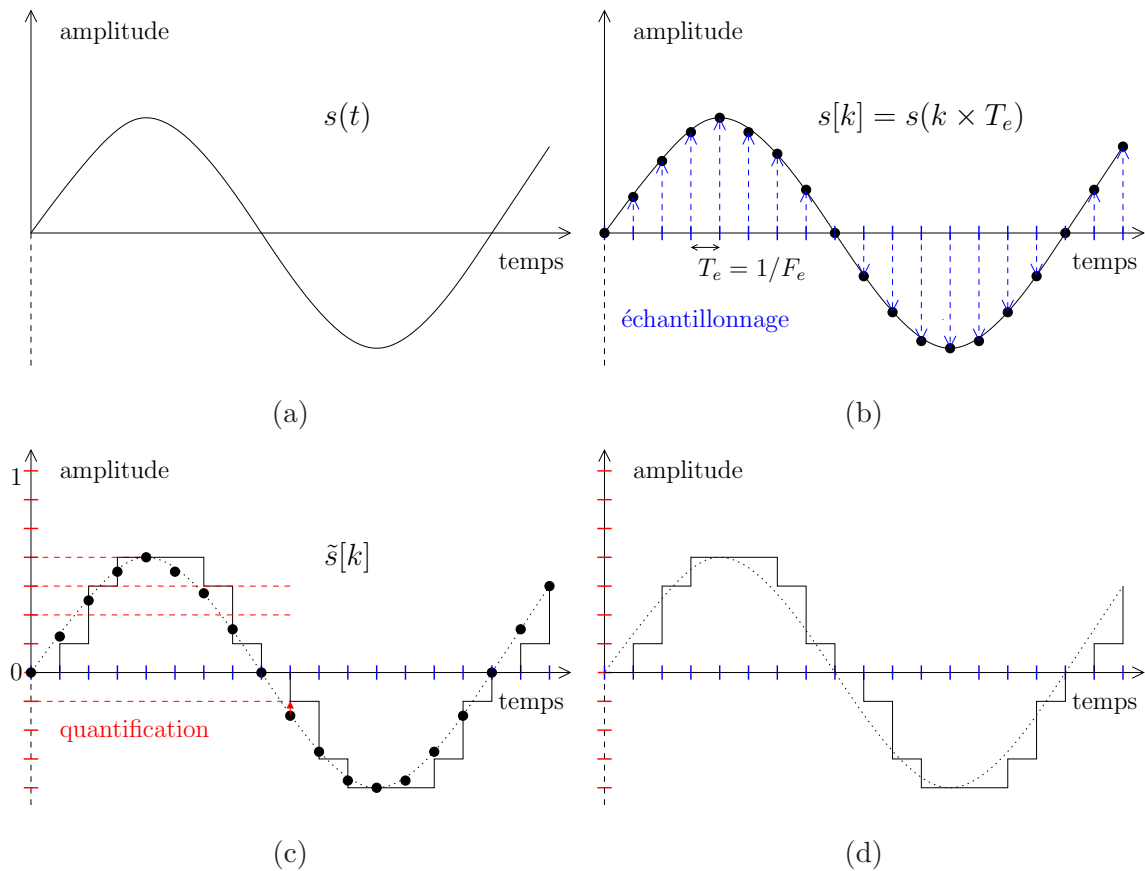 amplitude
s(t)
temps
(a)
amplitude
s[k] = s(k × T_e)
temps
T_e = 1/F_e
échantillonnage
(b)
1
amplitude
s̃[k]
0
temps
quantification
(c)
amplitude
temps
(d)